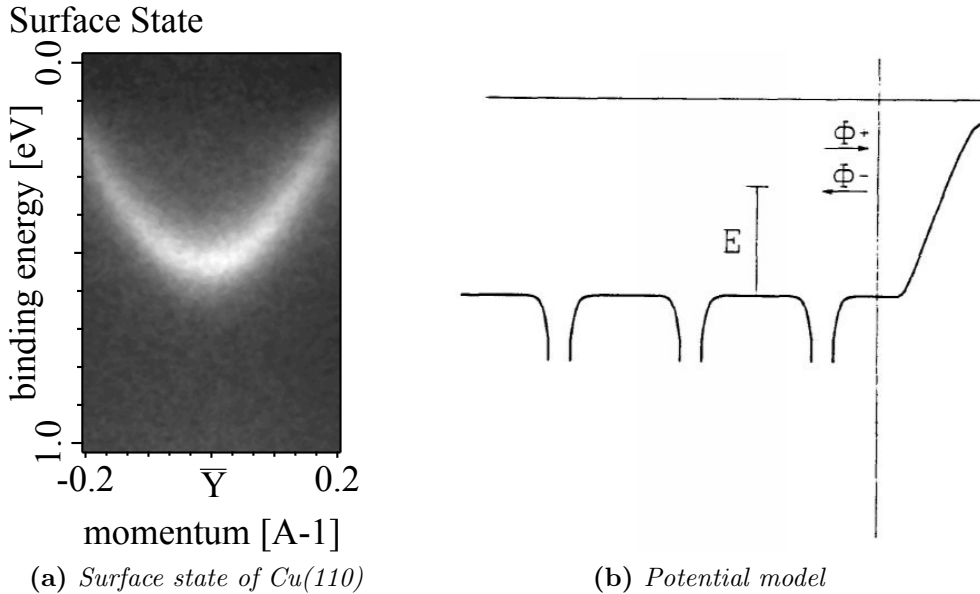 Surface State
0.0
binding energy [eV]
1.0
-0.2
Y
0.2
momentum [A-1]
(a) Surface state of Cu(110)
Φ+
Φ-
E
(b) Potential model